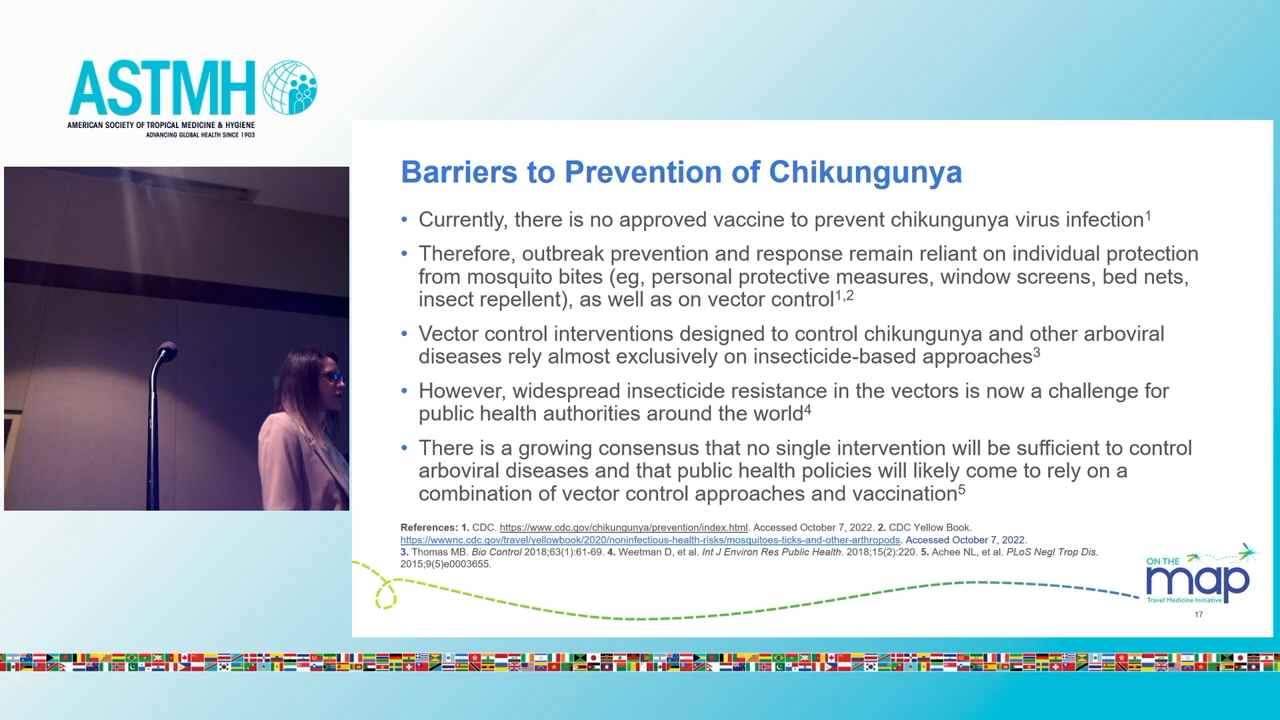 ASTMH
AMERICAN SOCIETY OF TROPICAL MEDICINE & HYGIENE
ADVANCING GLOBAL HEALTH SINCE 1903
Barriers to Prevention of Chikungunya
• Currently, there is no approved vaccine to prevent chikungunya virus infection1
• Therefore, outbreak prevention and response remain reliant on individual protection
from mosquito bites (eg, personal protective measures, window screens, bed nets,
insect repellent), as well as on vector control1,2
• Vector control interventions designed to control chikungunya and other arboviral
diseases rely almost exclusively on insecticide-based approaches3
• However, widespread insecticide resistance in the vectors is now a challenge for
public health authorities around the world4
• There is a growing consensus that no single intervention will be sufficient to control
arboviral diseases and that public health policies will likely come to rely on a
combination of vector control approaches and vaccination5
References: 1. CDC. https://www.cdc.gov/chikungunya/prevention/index.html. Accessed October 7, 2022. 2. CDC Yellow Book.
https://wwwnc.cdc.gov/travel/yellowbook/2020/noninfectious-health-risks/mosquitoes-ticks-and-other-arthropods. Accessed October 7, 2022.
3. Thomas MB. Bio Control 2018;63(1):61-69. 4. Weetman D, et al. Int J Environ Res Public Health. 2018;15(2):220. 5. Achee NL, et al. PLoS Negl Trop Dis.
2015;9(5)e0003655.
ON THE
map
Travel Medicine Initiative
17